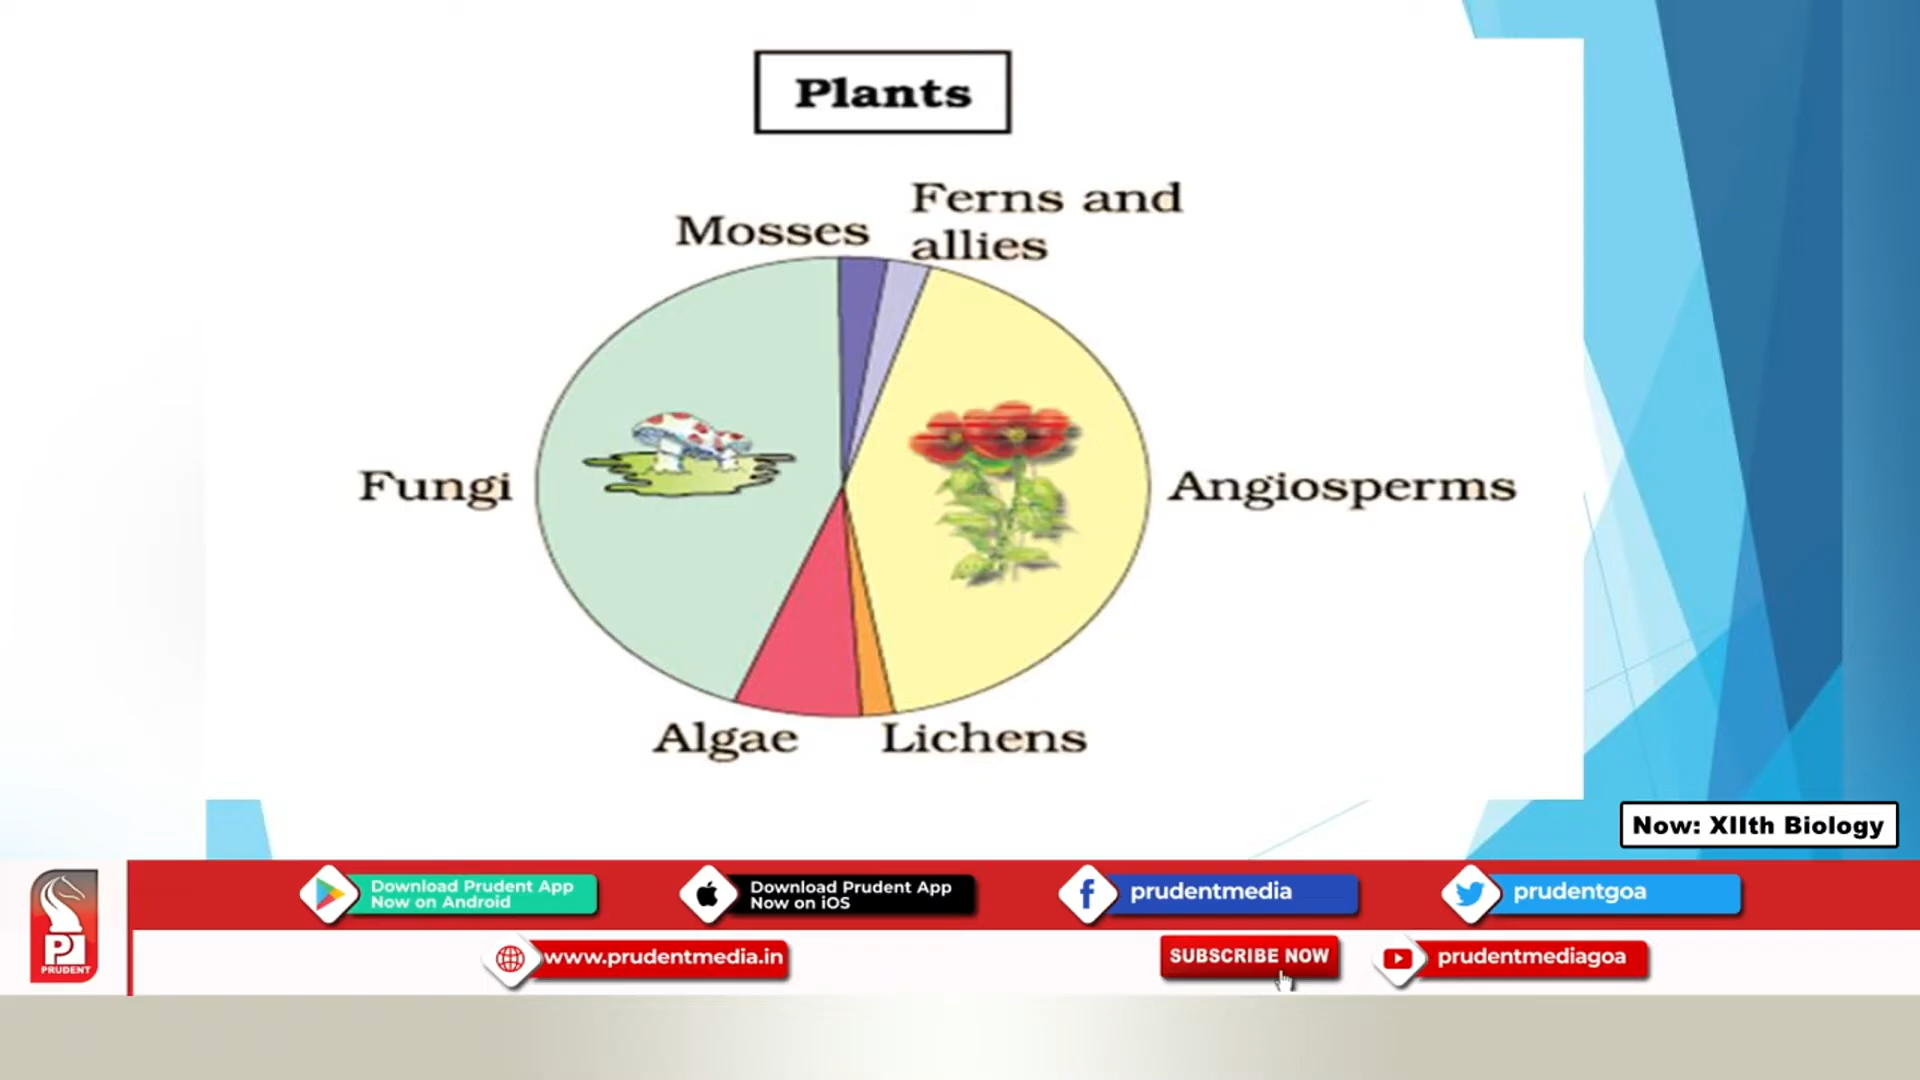 Plants
Ferns and
allies
Mosses
Fungi
Angiosperms
Algae
Lichens
Now: XIIth Biology
Download Prudent App
Now on Android
Download Prudent App
Now on iOS
prudentmedia
prudentgoa
PRUDENT
www.prudentmedia.in
SUBSCRIBE NOW
prudentmediagoa